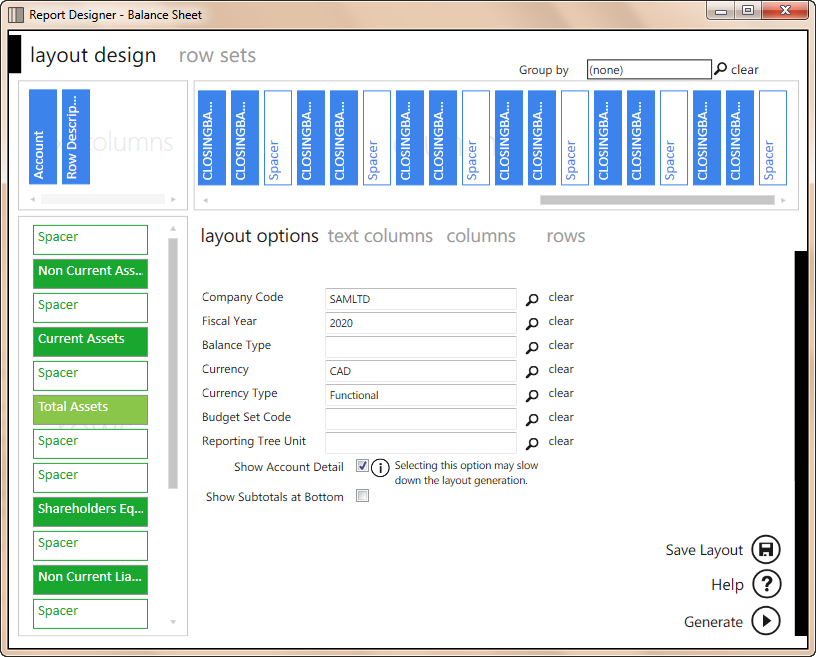 Report Designer - Balance Sheet
layout design row sets
Group by (none) clear
Account
Row Descrip...
columns
CLOSINGBA...
CLOSINGBA...
Spacer
CLOSINGBA...
CLOSINGBA...
Spacer
CLOSINGBA...
CLOSINGBA...
Spacer
CLOSINGBA...
CLOSINGBA...
Spacer
CLOSINGBA...
CLOSINGBA...
Spacer
CLOSINGBA...
CLOSINGBA...
Spacer
Spacer
Non Current Ass...
Spacer
Current Assets
Spacer
Total Assets
Spacer
Spacer
Shareholders Eq...
Spacer
Non Current Lia...
Spacer
layout options text columns columns rows
Company Code SAMLTD clear
Fiscal Year 2020 clear
Balance Type clear
Currency CAD clear
Currency Type Functional clear
Budget Set Code clear
Reporting Tree Unit clear
Show Account Detail Selecting this option may slow
down the layout generation.
Show Subtotals at Bottom
Save Layout
Help
Generate